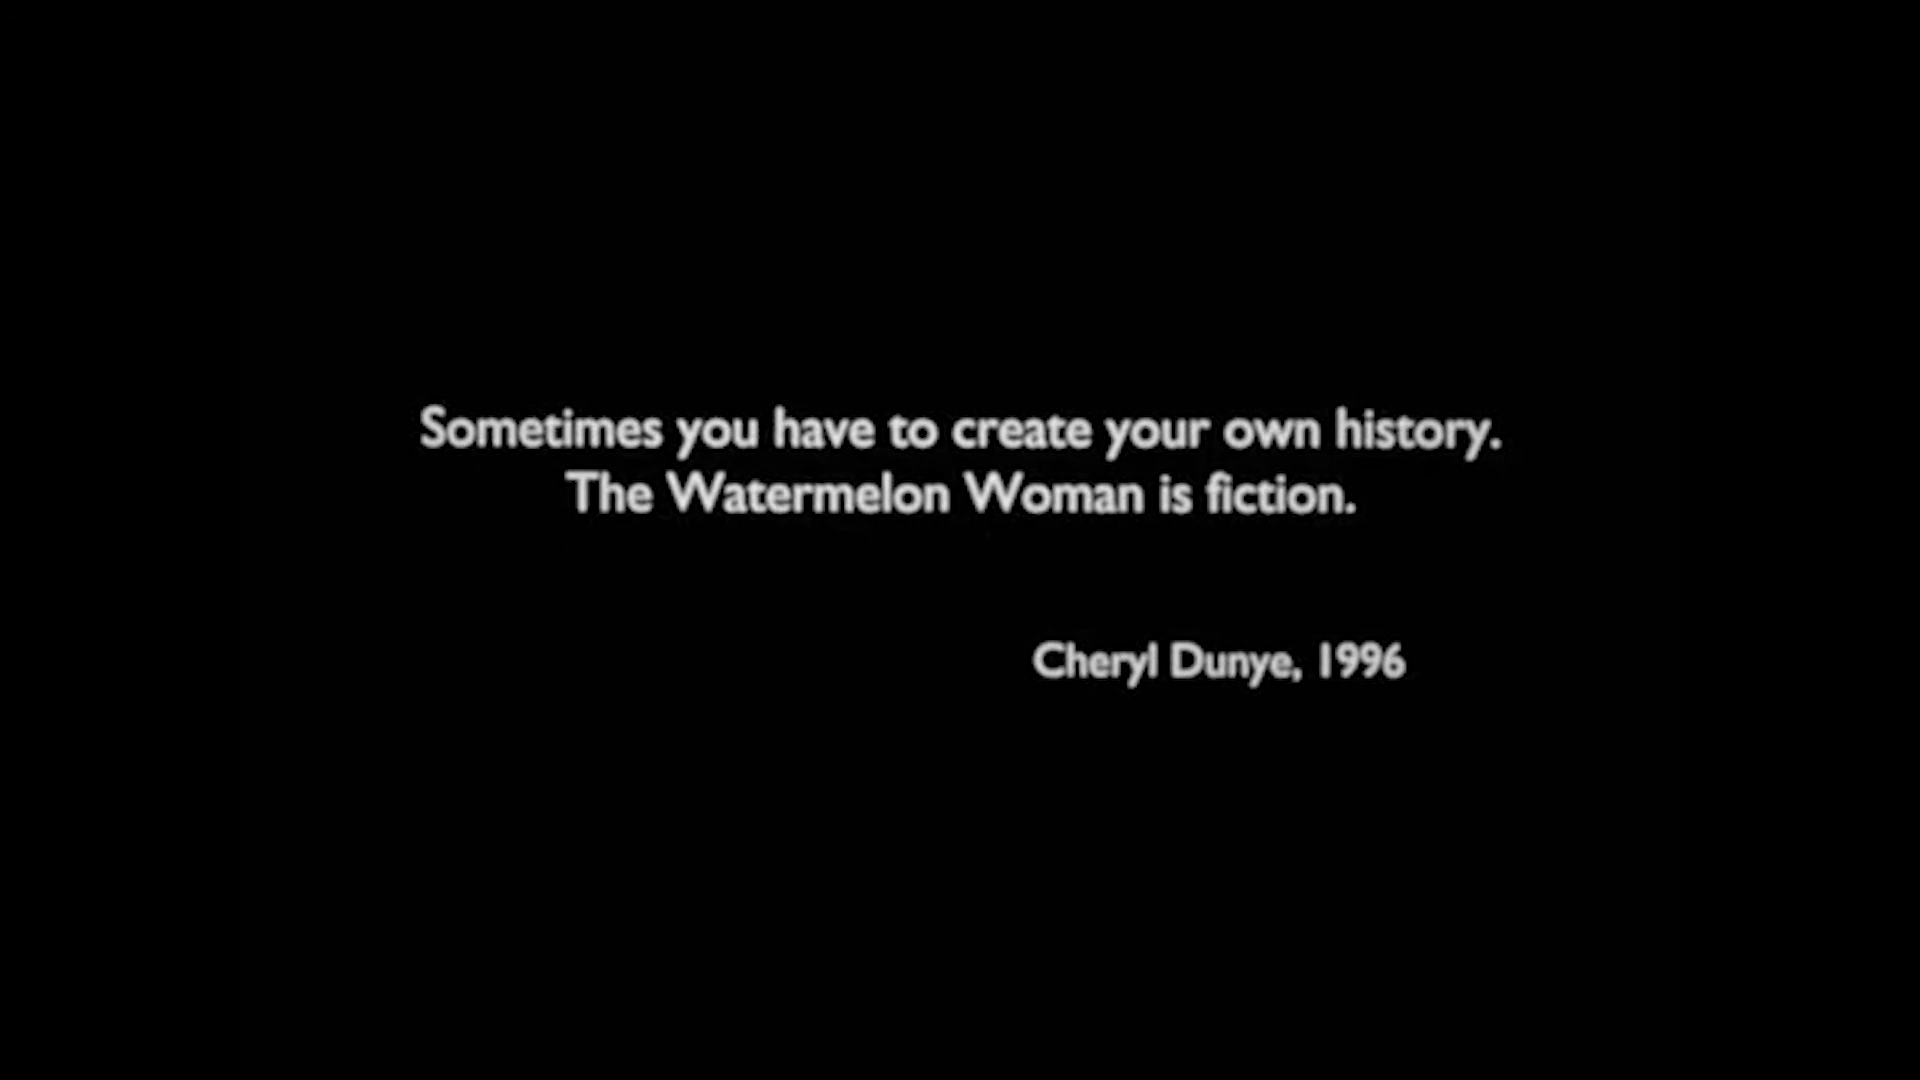 Sometimes you have to create your own history.
The Watermelon Woman is fiction.
Cheryl Dunye, 1996